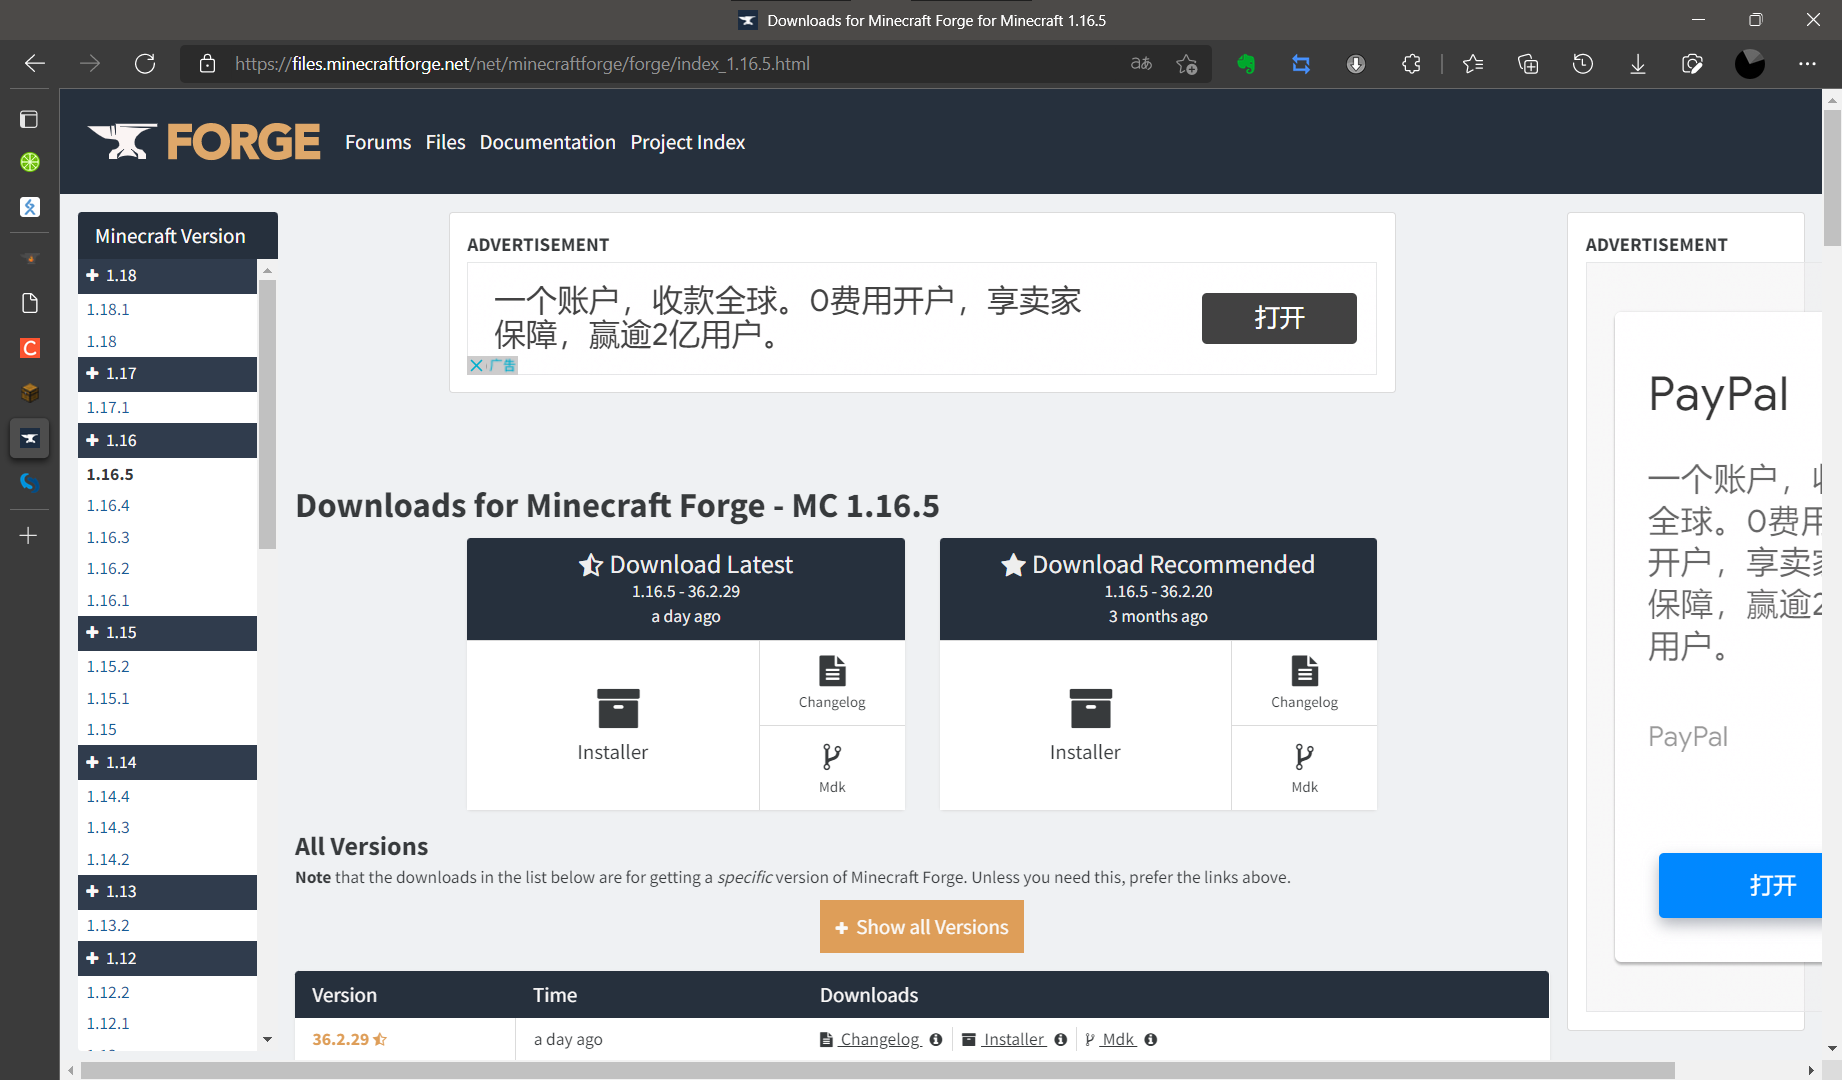 Downloads for Minecraft Forge for Minecraft 1.16.5
https://files.minecraftforge.net/net/minecraftforge/forge/index_1.16.5.html
aあ
FORGE Forums Files Documentation Project Index
Minecraft Version
1.18
1.18.1
1.18
1.17
1.17.1
1.16
1.16.5
1.16.4
1.16.3
1.16.2
1.16.1
1.15
1.15.2
1.15.1
1.15
1.14
1.14.4
1.14.3
1.14.2
1.13
1.13.2
1.12
1.12.2
1.12.1
ADVERTISEMENT
一个账户，收款全球。0费用开户，享卖家
保障，赢逾2亿用户。
打开
广告
Downloads for Minecraft Forge - MC 1.16.5
Download Latest
1.16.5 - 36.2.29
a day ago
Installer
Changelog
Mdk
Download Recommended
1.16.5 - 36.2.20
3 months ago
Installer
Changelog
Mdk
All Versions
Note that the downloads in the list below are for getting a specific version of Minecraft Forge. Unless you need this, prefer the links above.
+ Show all Versions
Version Time Downloads
36.2.29 a day ago Changelog Installer Mdk
ADVERTISEMENT
PayPal
一个账户，
全球。0费用
开户，享卖
保障，赢逾2
用户。
PayPal
打开